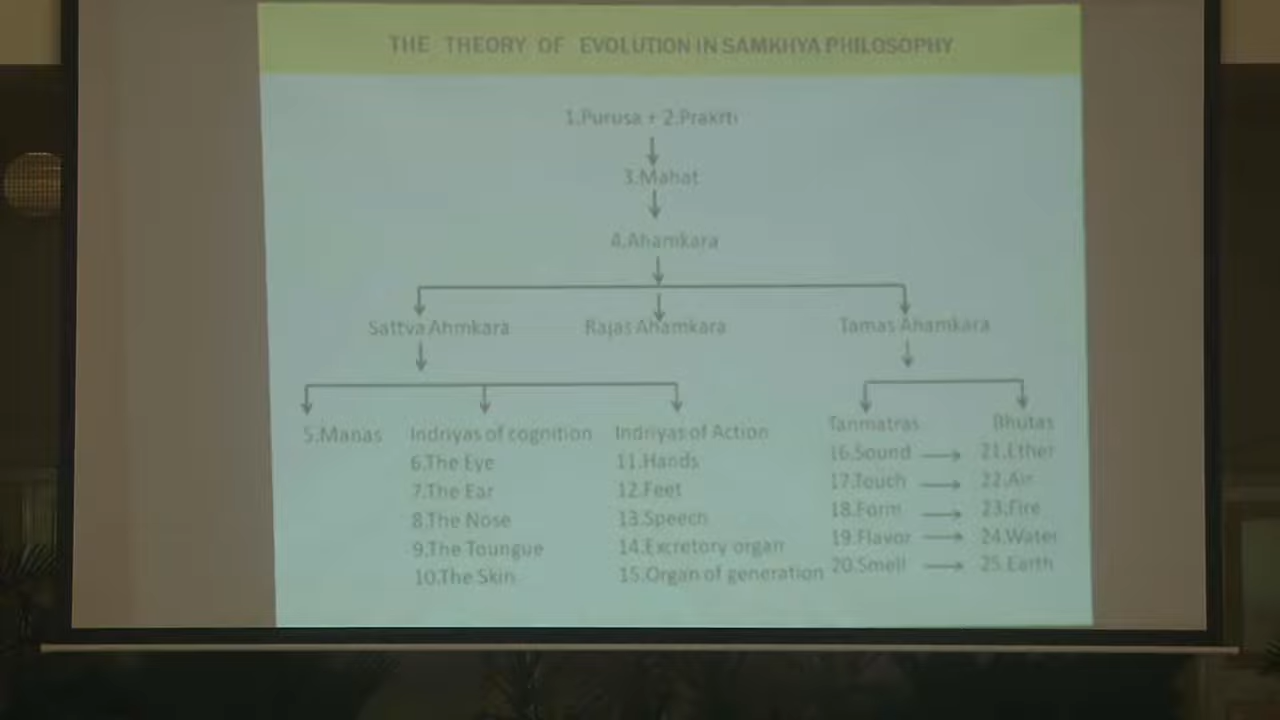 THE THEORY OF EVOLUTION IN SAMKHYA PHILOSOPHY
1.Purusa + 2.Prakrti
3.Mahat
4.Ahamkara
Sattva Ahmkara Rajas Ahamkara Tamas Ahamkara
5.Manas Indriyas of cognition Indriyas of Action Tanmatras Bhutas
6.The Eye 11.Hands 16.Sound 21.Ether
7.The Ear 12.Feet 17.Touch 22.Air
8.The Nose 13.Speech 18.Form 23.Fire
9.The Toungue 14.Excretory organ 19.Flavor 24.Water
10.The Skin 15.Organ of generation 20.Smell 25.Earth